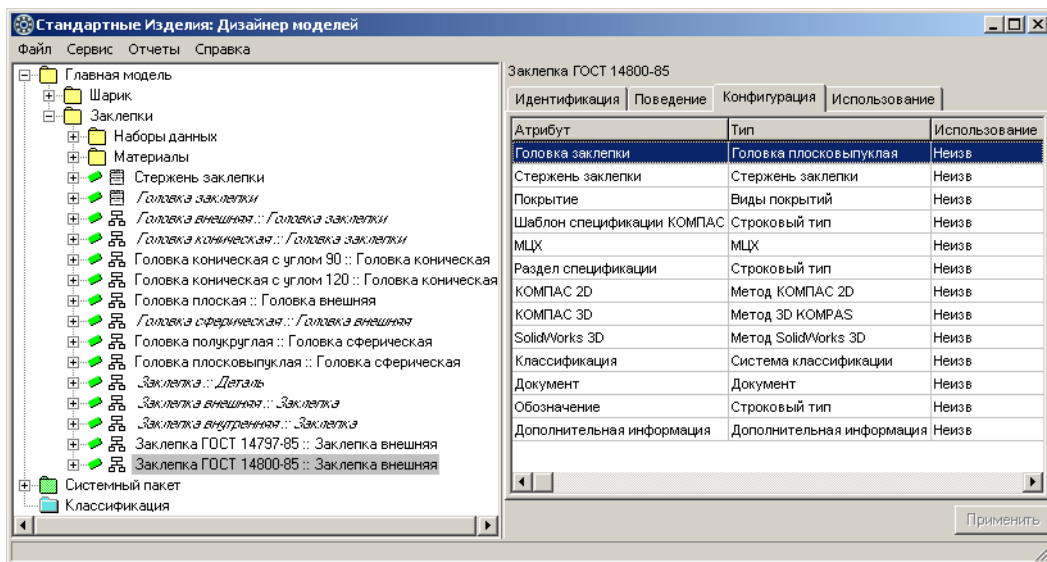 Стандартные Изделия: Дизайнер моделей
Файл Сервис Отчеты Справка
Главная модель
Шарик
Заклепки
Наборы данных
Материалы
Стержень заклепки
Головка заклепки
Головка внешняя :: Головка заклепки
Головка коническая :: Головка заклепки
Головка коническая с углом 90 :: Головка коническая
Головка коническая с углом 120 :: Головка коническая
Головка плоская :: Головка внешняя
Головка сферическая :: Головка внешняя
Головка полукруглая :: Головка сферическая
Головка плосковыпуклая :: Головка сферическая
Заклепка :: Деталь
Заклепка внешняя :: Заклепка
Заклепка внутренняя :: Заклепка
Заклепка ГОСТ 14797-85 :: Заклепка внешняя
Заклепка ГОСТ 14800-85 :: Заклепка внешняя
Системный пакет
Классификация
Заклепка ГОСТ 14800-85
Идентификация Поведение Конфигурация Использование
Атрибут Тип Использование
Головка заклепки Головка плосковыпуклая Неизв
Стержень заклепки Стержень заклепки Неизв
Покрытие Виды покрытий Неизв
Шаблон спецификации КОМПАС Строковый тип Неизв
МЦХ МЦХ Неизв
Раздел спецификации Строковый тип Неизв
КОМПАС 2D Метод КОМПАС 2D Неизв
КОМПАС 3D Метод 3D KOMPAS Неизв
SolidWorks 3D Метод SolidWorks 3D Неизв
Классификация Система классификации Неизв
Документ Документ Неизв
Обозначение Строковый тип Неизв
Дополнительная информация Дополнительная информация Неизв
Применить